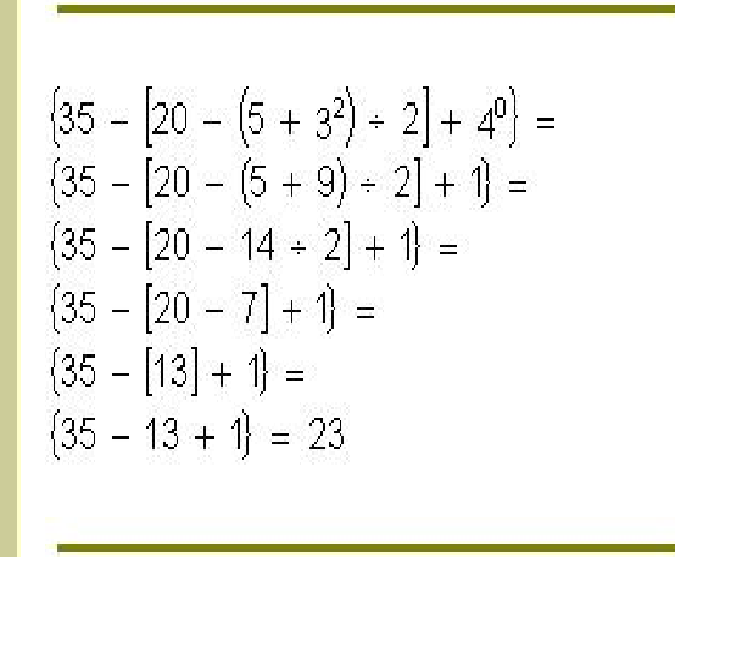 {35 – [20 – (5 + 3²) ÷ 2] + 4⁰} =
{35 – [20 – (5 + 9) ÷ 2] + 1} =
{35 – [20 – 14 ÷ 2] + 1} =
{35 – [20 – 7] + 1} =
{35 – [13] + 1} =
{35 – 13 + 1} = 23